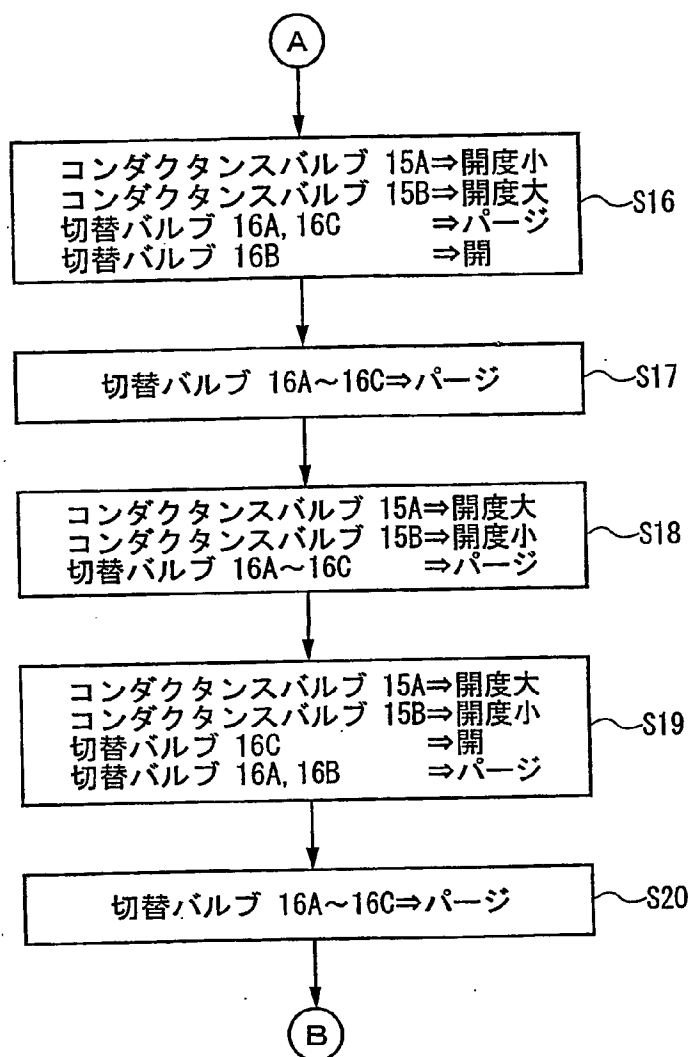 A
コンダクタンスバルブ 15A⇒開度小
コンダクタンスバルブ 15B⇒開度大
切替バルブ 16A,16C ⇒パージ
切替バルブ 16B ⇒開
S16
切替バルブ 16A～16C⇒パージ
S17
コンダクタンスバルブ 15A⇒開度大
コンダクタンスバルブ 15B⇒開度小
切替バルブ 16A～16C ⇒パージ
S18
コンダクタンスバルブ 15A⇒開度大
コンダクタンスバルブ 15B⇒開度小
切替バルブ 16C ⇒開
切替バルブ 16A,16B ⇒パージ
S19
切替バルブ 16A～16C⇒パージ
S20
B